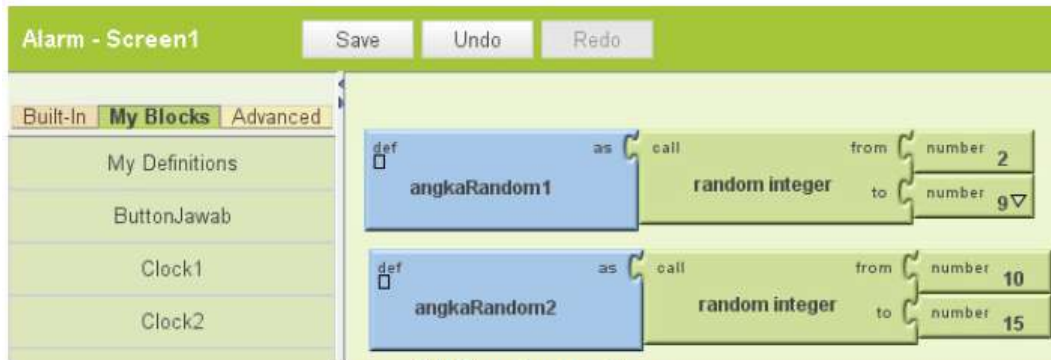 Alarm - Screen1 Save Undo Redo
Built-In My Blocks Advanced
My Definitions
ButtonJawab
Clock1
Clock2
def as call from number 2
angkaRandom1 random integer to number 9
def as call from number 10
angkaRandom2 random integer to number 15